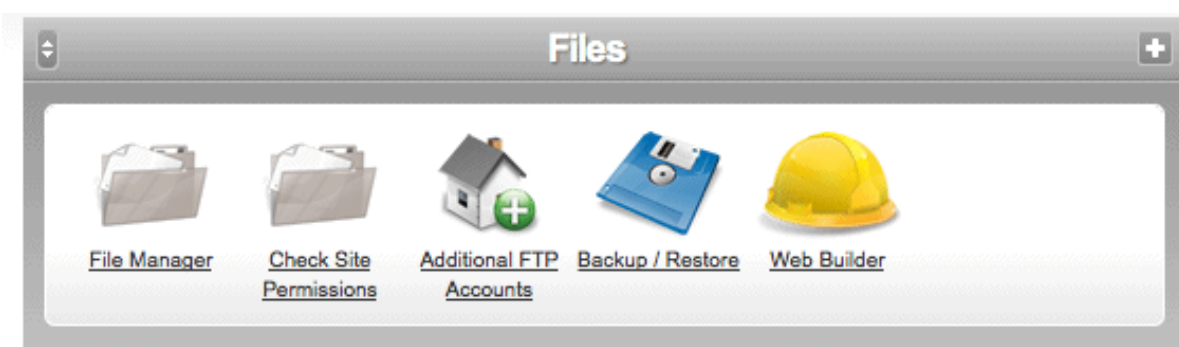 Files
File Manager
Check Site
Permissions
Additional FTP
Accounts
Backup / Restore
Web Builder